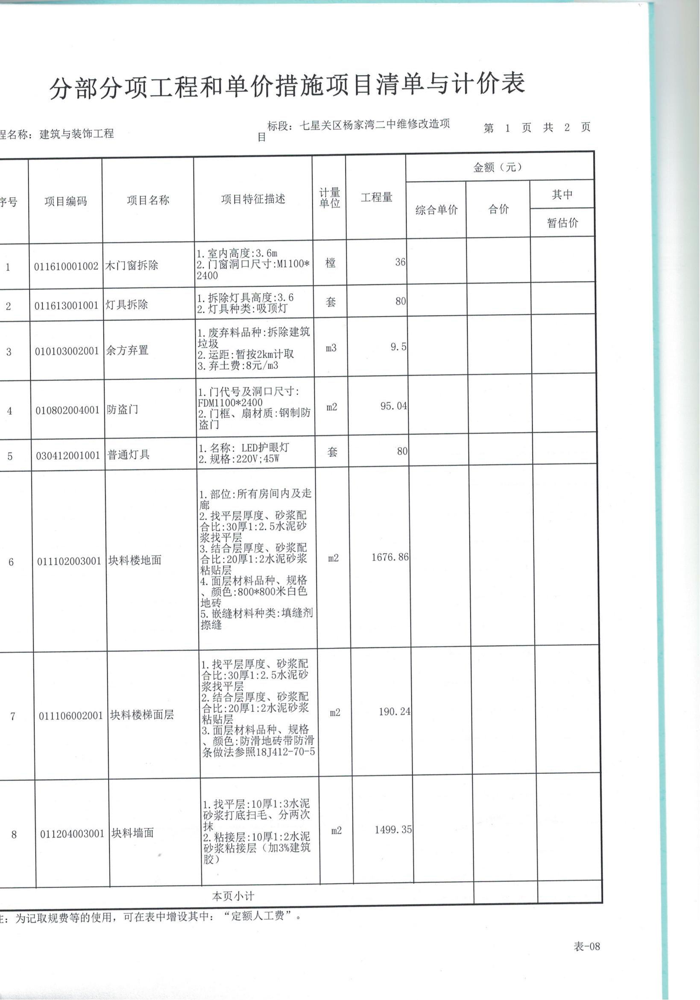 分部分项工程和单价措施项目清单与计价表
程名称：建筑与装饰工程
标段：七星关区杨家湾二中维修改造项
目
第 1 页 共 2 页
序号
项目编码
项目名称
项目特征描述
计量
单位
工程量
金额（元）
综合单价
合价
其中
暂估价
1
011610001002
木门窗拆除
1.室内高度:3.6m
2.门窗洞口尺寸:M1100*
2400
樘
36
2
011613001001
灯具拆除
1.拆除灯具高度:3.6
2.灯具种类:吸顶灯
套
80
3
010103002001
余方弃置
1.废弃料品种:拆除建筑
垃圾
2.运距:暂按2km计取
3.弃土费:8元/m3
m3
9.5
4
010802004001
防盗门
1.门代号及洞口尺寸:
FDM1100*2400
2.门框、扇材质:钢制防
盗门
m2
95.04
5
030412001001
普通灯具
1.名称: LED护眼灯
2.规格:220V;45W
套
80
6
011102003001
块料楼地面
1.部位:所有房间内及走
廊
2.找平层厚度、砂浆配
合比:30厚1:2.5水泥砂
浆找平层
3.结合层厚度、砂浆配
合比:20厚1:2水泥砂浆
粘贴层
4.面层材料品种、规格
、颜色:800*800米白色
地砖
5.嵌缝材料种类:填缝剂
擦缝
m2
1676.86
7
011106002001
块料楼梯面层
1.找平层厚度、砂浆配
合比:30厚1:2.5水泥砂
浆找平层
2.结合层厚度、砂浆配
合比:20厚1:2水泥砂浆
粘贴层
3.面层材料品种、规格
、颜色:防滑地砖带防滑
条做法参照18J412-70-5
m2
190.24
8
011204003001
块料墙面
1.找平层:10厚1:3水泥
砂浆打底扫毛、分两次
抹
2.粘接层:10厚1:2水泥
砂浆粘接层（加3%建筑
胶）
m2
1499.35
本页小计
注：为记取规费等的使用，可在表中增设其中：“定额人工费”。
表-08